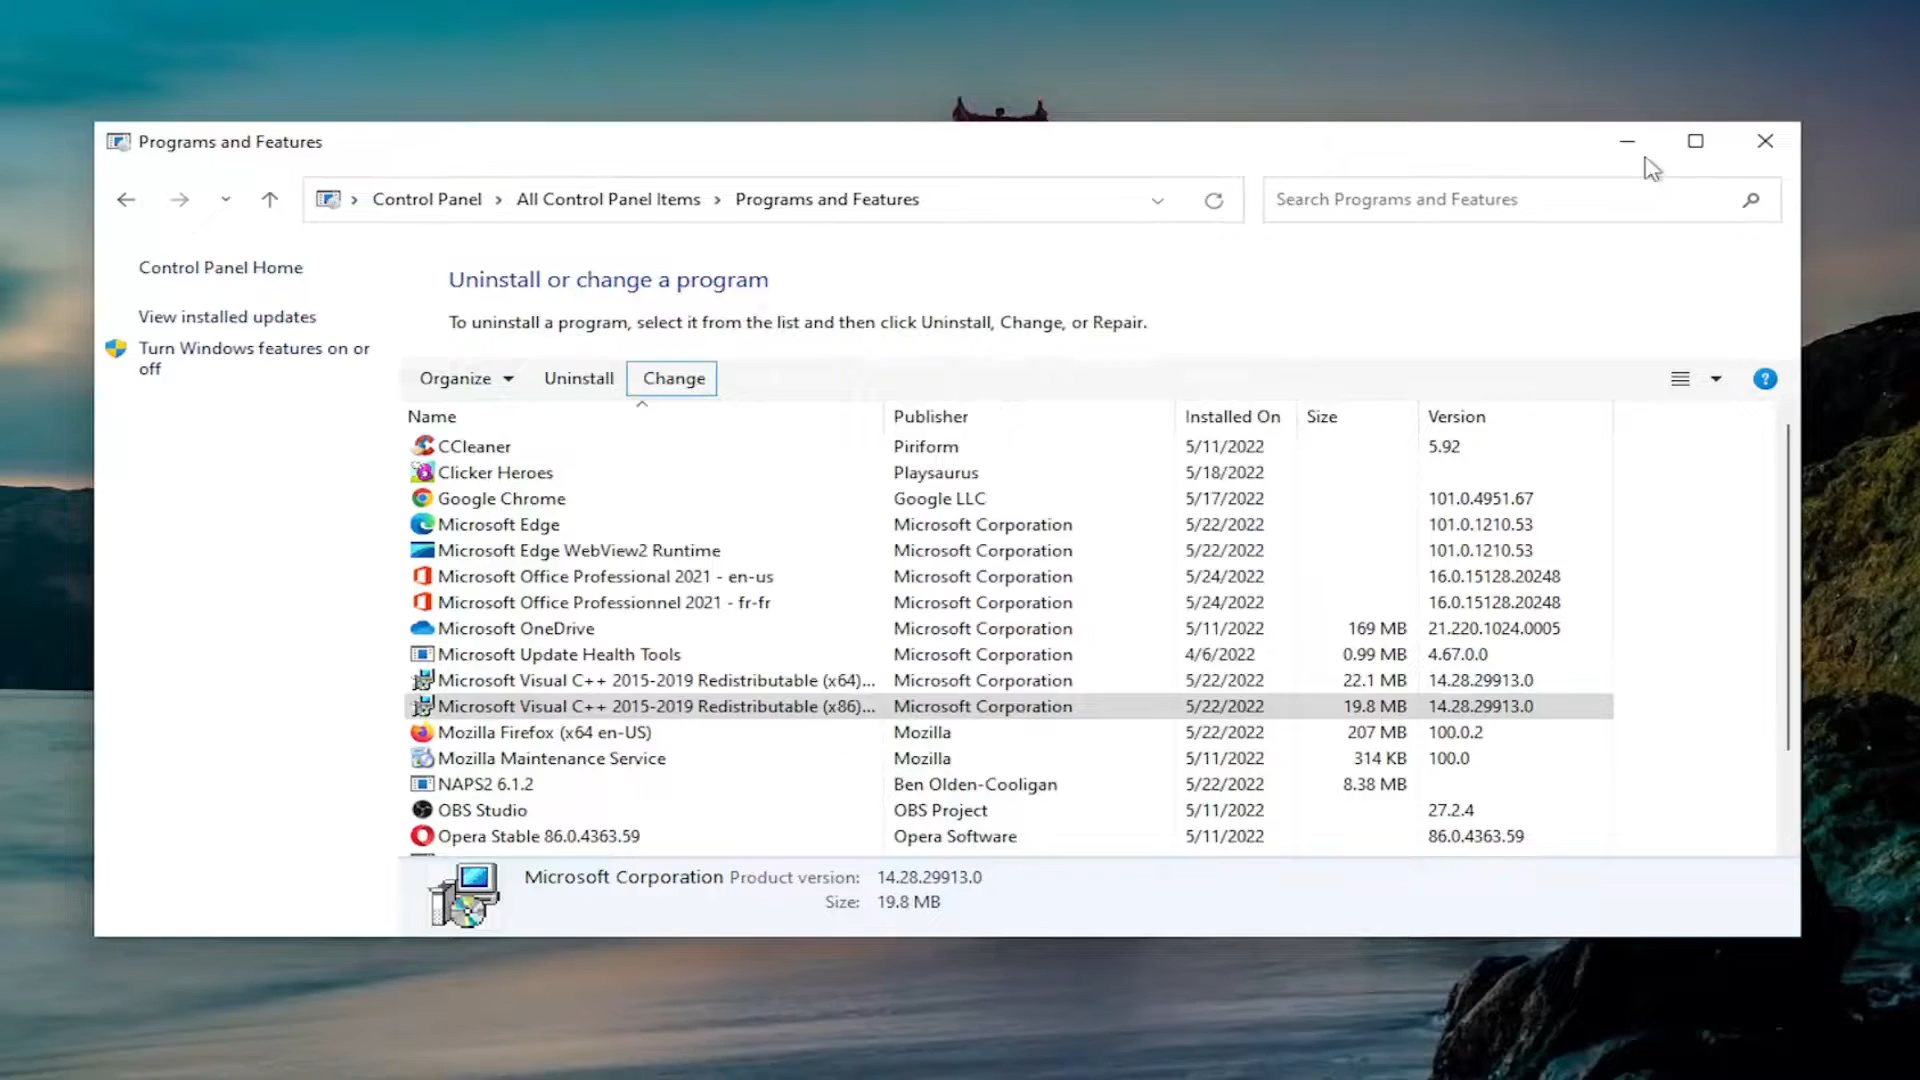 Programs and Features
Control Panel All Control Panel Items Programs and Features
Search Programs and Features
Control Panel Home
View installed updates
Turn Windows features on or
off
Uninstall or change a program
To uninstall a program, select it from the list and then click Uninstall, Change, or Repair.
Organize Uninstall Change
?
Name Publisher Installed On Size Version
CCleaner Piriform 5/11/2022 5.92
Clicker Heroes Playsaurus 5/18/2022
Google Chrome Google LLC 5/17/2022 101.0.4951.67
Microsoft Edge Microsoft Corporation 5/22/2022 101.0.1210.53
Microsoft Edge WebView2 Runtime Microsoft Corporation 5/22/2022 101.0.1210.53
Microsoft Office Professional 2021 - en-us Microsoft Corporation 5/24/2022 16.0.15128.20248
Microsoft Office Professionnel 2021 - fr-fr Microsoft Corporation 5/24/2022 16.0.15128.20248
Microsoft OneDrive Microsoft Corporation 5/11/2022 169 MB 21.220.1024.0005
Microsoft Update Health Tools Microsoft Corporation 4/6/2022 0.99 MB 4.67.0.0
Microsoft Visual C++ 2015-2019 Redistributable (x64)... Microsoft Corporation 5/22/2022 22.1 MB 14.28.29913.0
Microsoft Visual C++ 2015-2019 Redistributable (x86)... Microsoft Corporation 5/22/2022 19.8 MB 14.28.29913.0
Mozilla Firefox (x64 en-US) Mozilla 5/22/2022 207 MB 100.0.2
Mozilla Maintenance Service Mozilla 5/11/2022 314 KB 100.0
NAPS2 6.1.2 Ben Olden-Cooligan 5/22/2022 8.38 MB
OBS Studio OBS Project 5/11/2022 27.2.4
Opera Stable 86.0.4363.59 Opera Software 5/11/2022 86.0.4363.59
Microsoft Corporation Product version: 14.28.29913.0
Size: 19.8 MB